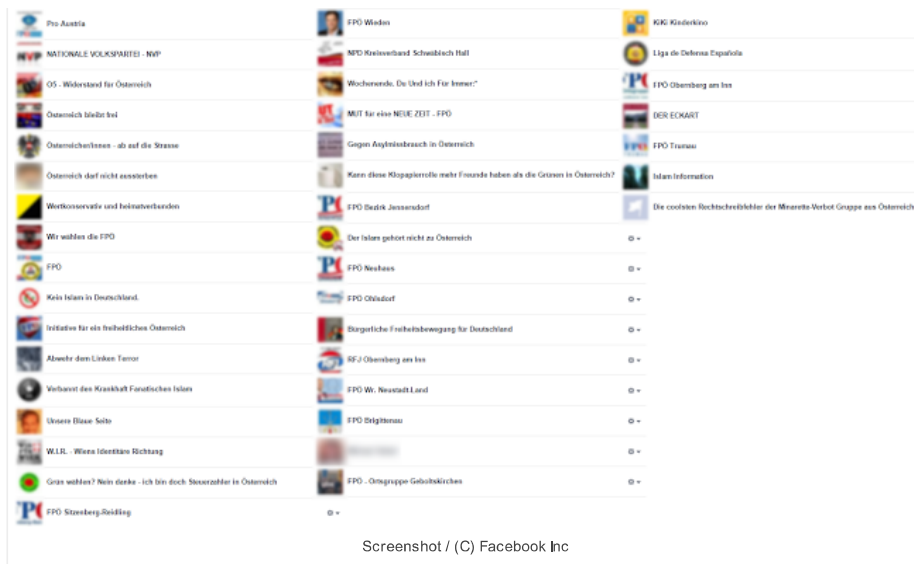 Pro Austria
NATIONALE VOLKSPARTEI - NVP
O5 - Widerstand für Österreich
Österreich bleibt frei
ÖsterreicherInnen - ab auf die Strasse
Österreich darf nicht aussterben
Wertkonservativ und heimatverbunden
Wir wählen die FPÖ
FPÖ
Kein Islam in Deutschland.
Initiative für ein freiheitliches Österreich
Abwehr dem Linken Terror
Verbannt den Krankhaft Fanatischen Islam
Unsere Blaue Seite
W.I.R. - Wiens Identitäre Richtung
Grün wählen? Nein danke - ich bin doch Steuerzahler in Österreich
FPÖ Sitzenberg-Reidling
FPÖ Wieden
NPD Kreisverband Schwäbisch Hall
Wochenende. Du Und ich Für Immer:*
MUT für eine NEUE ZEIT - FPÖ
Gegen Asylmissbrauch in Österreich
Kann diese Klopapierrolle mehr Freunde haben als die Grünen in Österreich?
FPÖ Bezirk Jennersdorf
Der Islam gehört nicht zu Österreich
FPÖ Neuhaus
FPÖ Ohlsdorf
Bürgerliche Freiheitsbewegung für Deutschland
RFJ Obernberg am Inn
FPÖ Wr. Neustadt-Land
FPÖ Brigittenau
FPÖ - Ortsgruppe Geboltskirchen
KiKi Kinderkino
Liga de Defensa Española
FPÖ Obernberg am Inn
DER ECKART
FPÖ Trumau
Islam Information
Die coolsten Rechtschreibfehler der Minarette-Verbot Gruppe aus Österreich
Screenshot / (C) Facebook Inc